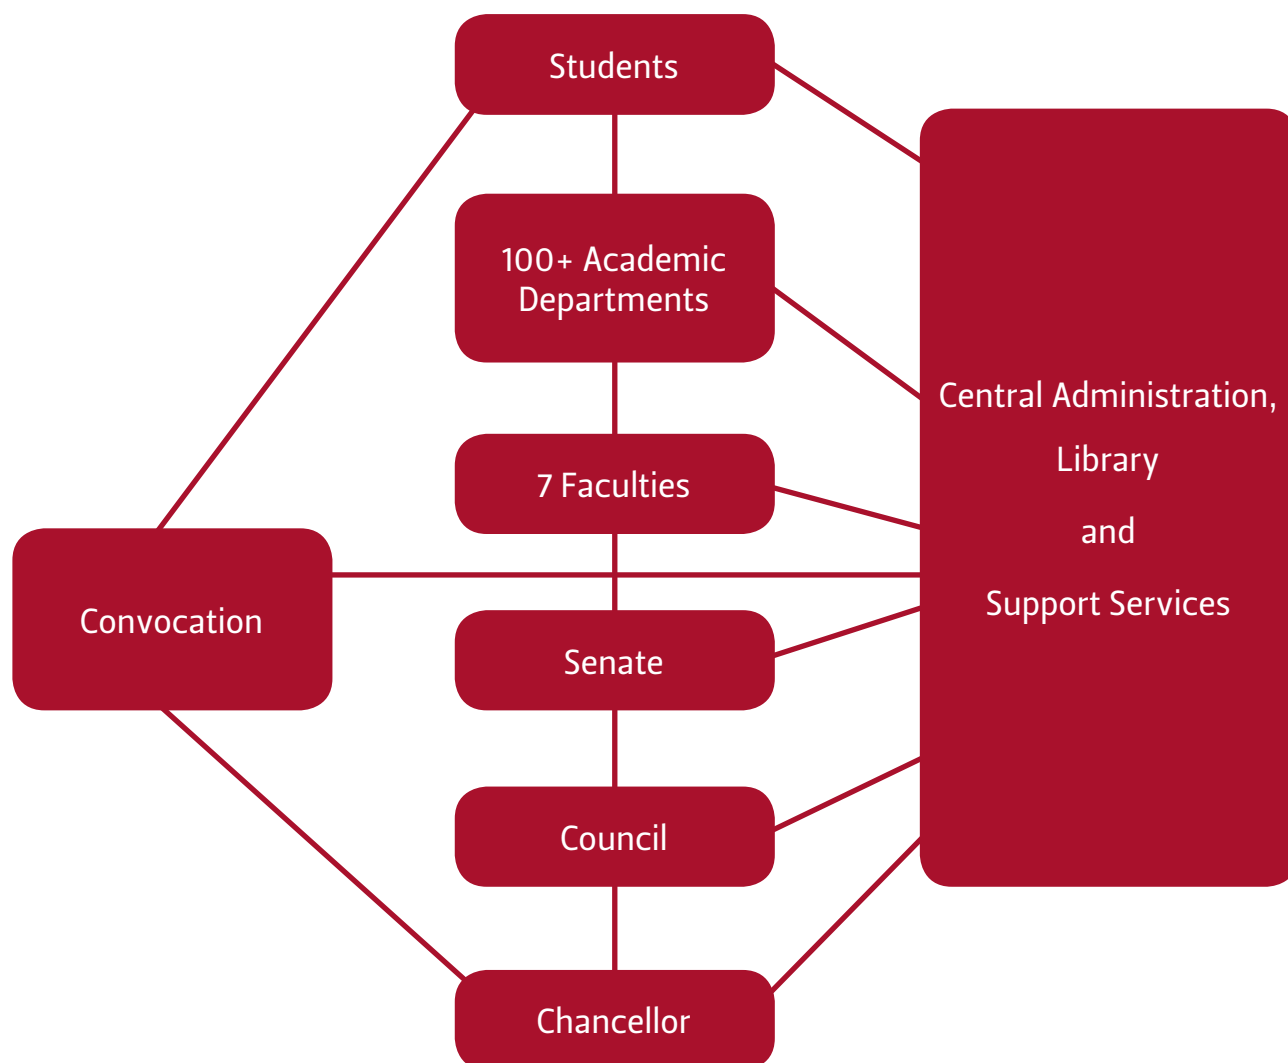 Students
100+ Academic
Departments
7 Faculties
Senate
Council
Chancellor
Convocation
Central Administration,
Library
and
Support Services